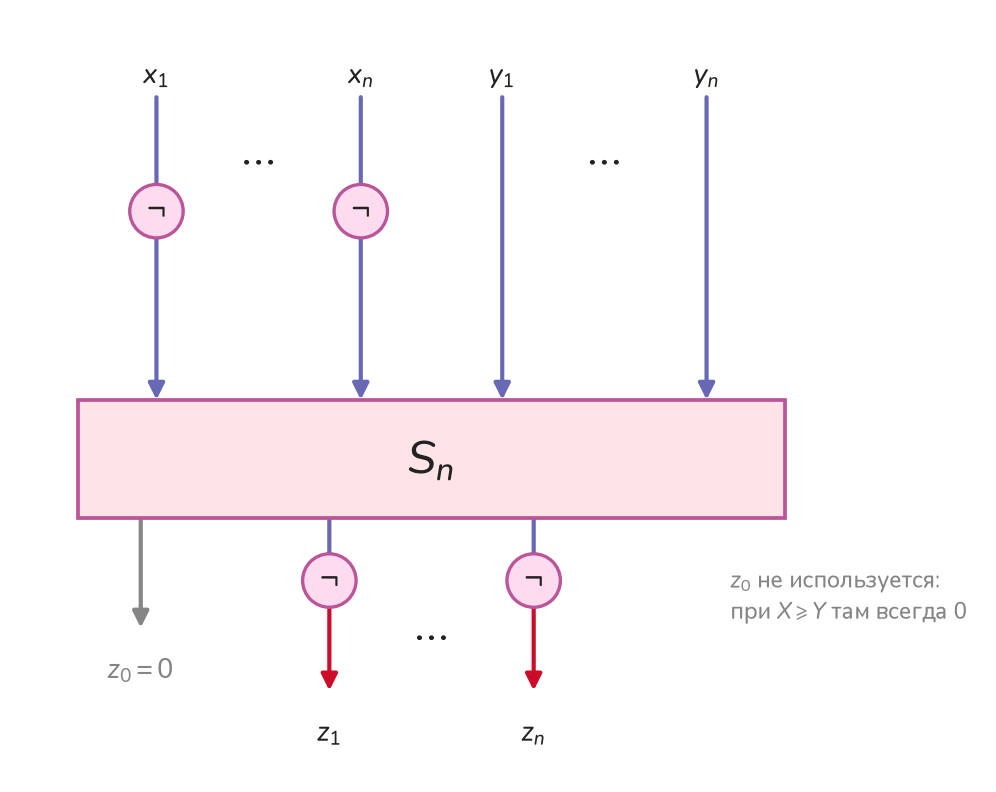 x₁ xₙ y₁ yₙ
... ...
¬ ¬
Sₙ
¬ ¬
z₀ не используется:
при X ⩾ Y там всегда 0
...
z₀ = 0
z₁ zₙ